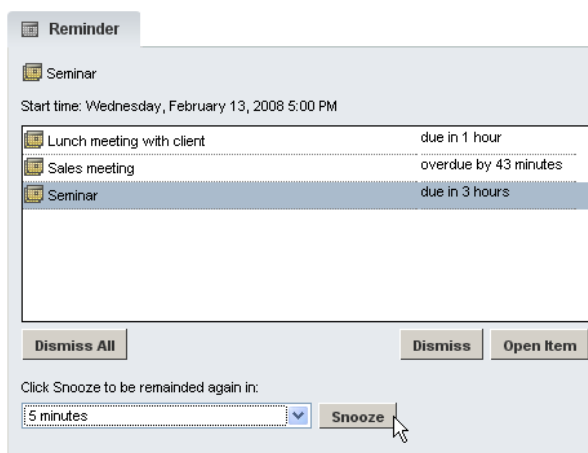 Reminder
Seminar
Start time: Wednesday, February 13, 2008 5:00 PM
Lunch meeting with client due in 1 hour
Sales meeting overdue by 43 minutes
Seminar due in 3 hours
Dismiss All Dismiss Open Item
Click Snooze to be remainded again in:
5 minutes Snooze